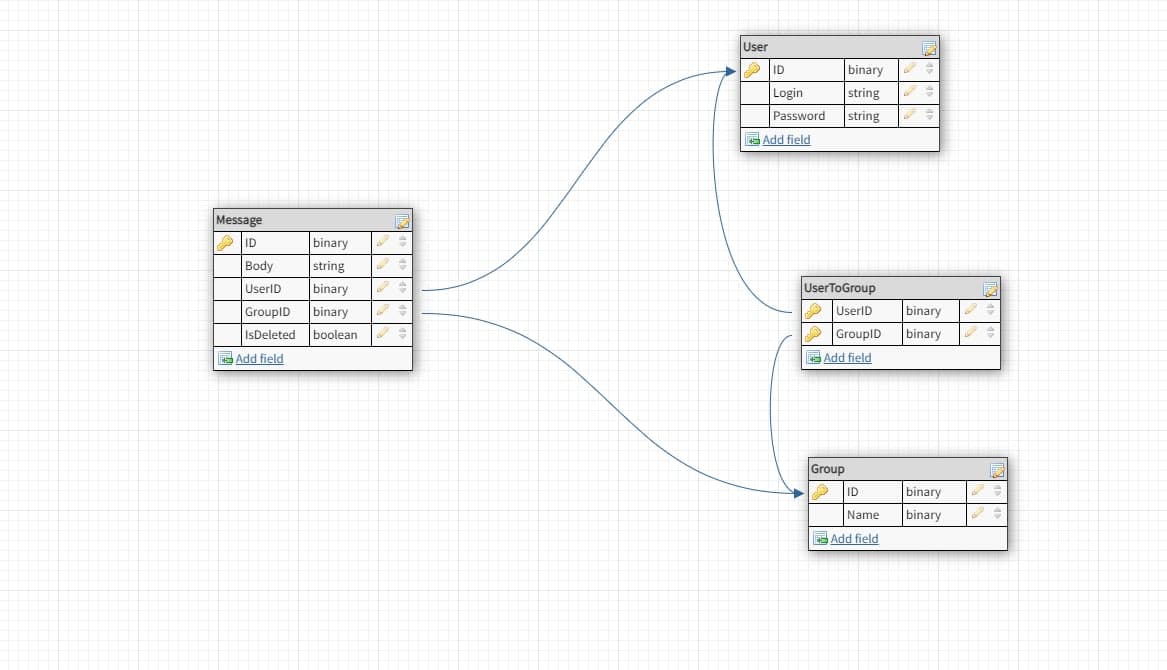 User
ID binary
Login string
Password string
Add field
Message
ID binary
Body string
UserID binary
GroupID binary
IsDeleted boolean
Add field
UserToGroup
UserID binary
GroupID binary
Add field
Group
ID binary
Name binary
Add field